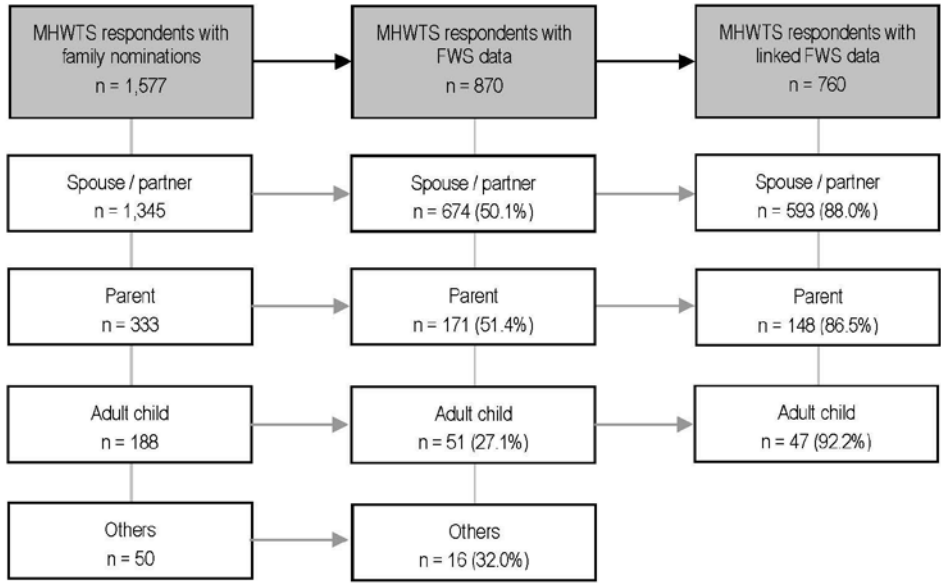 MHWTS respondents with
family nominations
n = 1,577
MHWTS respondents with
FWS data
n = 870
MHWTS respondents with
linked FWS data
n = 760
Spouse / partner
n = 1,345
Spouse / partner
n = 674 (50.1%)
Spouse / partner
n = 593 (88.0%)
Parent
n = 333
Parent
n = 171 (51.4%)
Parent
n = 148 (86.5%)
Adult child
n = 188
Adult child
n = 51 (27.1%)
Adult child
n = 47 (92.2%)
Others
n = 50
Others
n = 16 (32.0%)